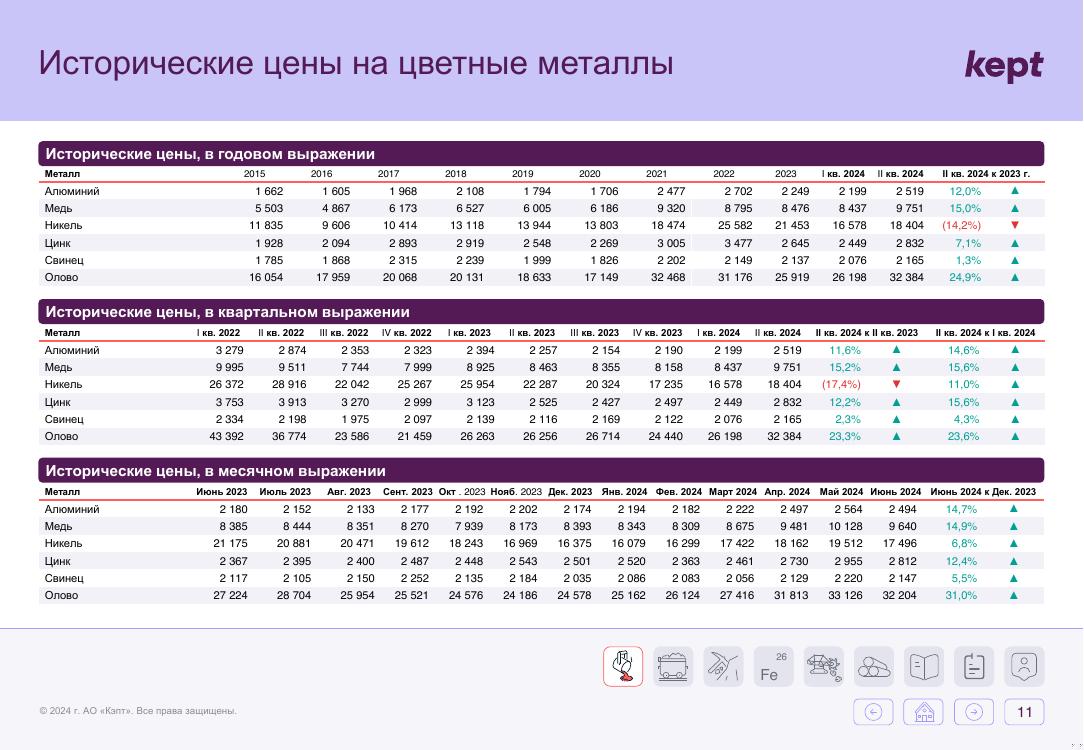 Исторические цены на цветные металлы
kept
Исторические цены, в годовом выражении
Металл 2015 2016 2017 2018 2019 2020 2021 2022 2023 I кв. 2024 II кв. 2024 II кв. 2024 к 2023 г.
Алюминий 1 662 1 605 1 968 2 108 1 794 1 706 2 477 2 702 2 249 2 199 2 519 12,0% ▲
Медь 5 503 4 867 6 173 6 527 6 005 6 186 9 320 8 795 8 476 8 437 9 751 15,0% ▲
Никель 11 835 9 606 10 414 13 118 13 944 13 803 18 474 25 582 21 453 16 578 18 404 (14,2%) ▼
Цинк 1 928 2 094 2 893 2 919 2 548 2 269 3 005 3 477 2 645 2 449 2 832 7,1% ▲
Свинец 1 785 1 868 2 315 2 239 1 999 1 826 2 202 2 149 2 137 2 076 2 165 1,3% ▲
Олово 16 054 17 959 20 068 20 131 18 633 17 149 32 468 31 176 25 919 26 198 32 384 24,9% ▲
Исторические цены, в квартальном выражении
Металл I кв. 2022 II кв. 2022 III кв. 2022 IV кв. 2022 I кв. 2023 II кв. 2023 III кв. 2023 IV кв. 2023 I кв. 2024 II кв. 2024 II кв. 2024 к II кв. 2023 II кв. 2024 к I кв. 2024
Алюминий 3 279 2 874 2 353 2 323 2 394 2 257 2 154 2 190 2 199 2 519 11,6% ▲ 14,6% ▲
Медь 9 995 9 511 7 744 7 999 8 925 8 463 8 355 8 158 8 437 9 751 15,2% ▲ 15,6% ▲
Никель 26 372 28 916 22 042 25 267 25 954 22 287 20 324 17 235 16 578 18 404 (17,4%) ▼ 11,0% ▲
Цинк 3 753 3 913 3 270 2 999 3 123 2 525 2 427 2 497 2 449 2 832 12,2% ▲ 15,6% ▲
Свинец 2 334 2 198 1 975 2 097 2 139 2 116 2 169 2 122 2 076 2 165 2,3% ▲ 4,3% ▲
Олово 43 392 36 774 23 586 21 459 26 263 26 256 26 714 24 440 26 198 32 384 23,3% ▲ 23,6% ▲
Исторические цены, в месячном выражении
Металл Июнь 2023 Июль 2023 Авг. 2023 Сент. 2023 Окт . 2023 Нояб. 2023 Дек. 2023 Янв. 2024 Фев. 2024 Март 2024 Апр. 2024 Май 2024 Июнь 2024 Июнь 2024 к Дек. 2023
Алюминий 2 180 2 152 2 133 2 177 2 192 2 202 2 174 2 194 2 182 2 222 2 497 2 564 2 494 14,7% ▲
Медь 8 385 8 444 8 351 8 270 7 939 8 173 8 393 8 343 8 309 8 675 9 481 10 128 9 640 14,9% ▲
Никель 21 175 20 881 20 471 19 612 18 243 16 969 16 375 16 079 16 299 17 422 18 162 19 512 17 496 6,8% ▲
Цинк 2 367 2 395 2 400 2 487 2 448 2 543 2 501 2 520 2 363 2 461 2 730 2 955 2 812 12,4% ▲
Свинец 2 117 2 105 2 150 2 252 2 135 2 184 2 035 2 086 2 083 2 056 2 129 2 220 2 147 5,5% ▲
Олово 27 224 28 704 25 954 25 521 24 576 24 186 24 578 25 162 26 124 27 416 31 813 33 126 32 204 31,0% ▲
26
Fe
© 2024 г. АО «Кэпт». Все права защищены.
11